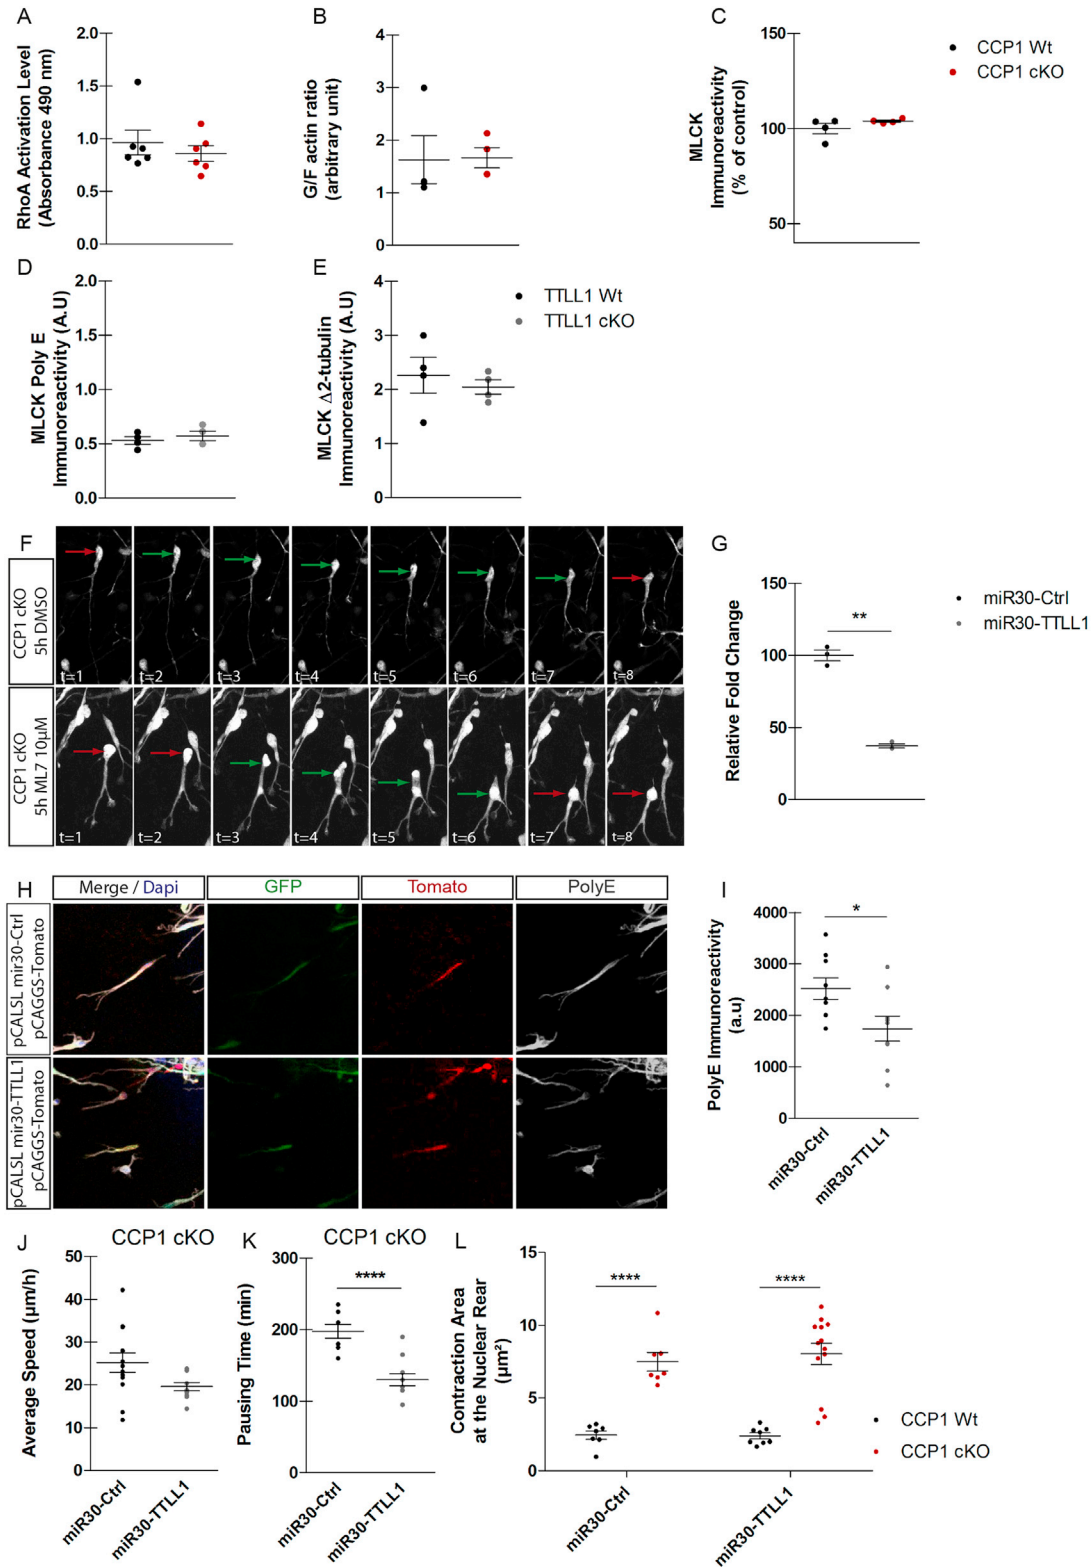 A
RhoA Activation Level
(Absorbance 490 nm)
2.0
1.5
1.0
0.5
0.0
B
G/F actin ratio
(arbitrary unit)
4
3
2
1
0
C
MLCK
Immunoreactivity
(% of control)
150
100
50
CCP1 Wt
CCP1 cKO
D
MLCK Poly E
Immunoreactivity (A.U)
2.0
1.5
1.0
0.5
0.0
E
MLCK Δ2-tubulin
Immunoreactivity (A.U)
4
3
2
1
0
TTLL1 Wt
TTLL1 cKO
F
CCP1 cKO
5h DMSO
t=1
t=2
t=3
t=4
t=5
t=6
t=7
t=8
CCP1 cKO
5h ML7 10µM
t=1
t=2
t=3
t=4
t=5
t=6
t=7
t=8
G
Relative Fold Change
150
100
50
0
**
miR30-Ctrl
miR30-TTLL1
H
Merge / Dapi
GFP
Tomato
PolyE
pCALSL mir30-Ctrl
pCAGGS-Tomato
pCALSL mir30-TTLL1
pCAGGS-Tomato
I
PolyE Immunoreactivity
(a.u)
4000
3000
2000
1000
0
*
miR30-Ctrl
miR30-TTLL1
J
CCP1 cKO
Average Speed (µm/h)
50
40
30
20
10
0
miR30-Ctrl
miR30-TTLL1
K
CCP1 cKO
Pausing Time (min)
300
200
100
0
****
miR30-Ctrl
miR30-TTLL1
L
Contraction Area
at the Nuclear Rear
(µm²)
15
10
5
0
****
****
miR30-Ctrl
miR30-TTLL1
CCP1 Wt
CCP1 cKO